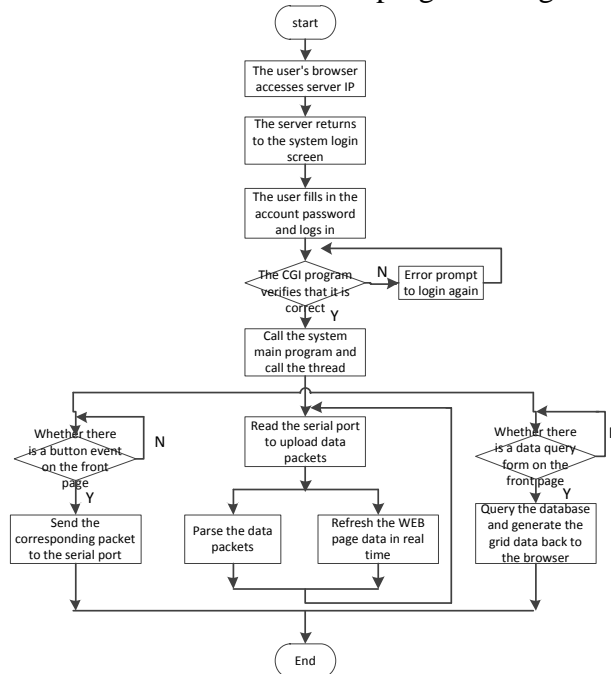 start
The user's browser
accesses server IP
The server returns
to the system login
screen
The user fills in the
account password
and logs in
The CGI program
verifies that it is
correct
N
Error prompt
to login again
Y
Call the system
main program and
call the thread
Whether there
is a button event
on the front
page
N
Y
Read the serial port
to upload data
packets
Whether there
is a data query
form on the
front page
Y
Send the
corresponding packet
to the serial port
Parse the data
packets
Refresh the WEB
page data in real
time
Query the database
and generate the
grid data back to
the browser
End